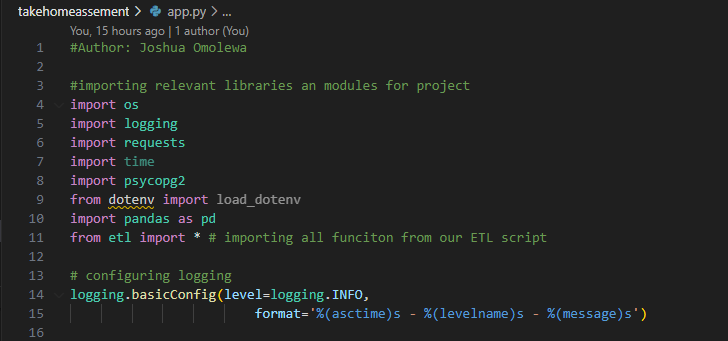 takehomeassement > app.py > ...
You, 15 hours ago | 1 author (You)
1 #Author: Joshua Omolewa
2
3 #importing relevant libraries an modules for project
4 import os
5 import logging
6 import requests
7 import time
8 import psycopg2
9 from dotenv import load_dotenv
10 import pandas as pd
11 from etl import * # importing all funciton from our ETL script
12
13 # configuring logging
14 logging.basicConfig(level=logging.INFO,
15 format='%(asctime)s - %(levelname)s - %(message)s')
16